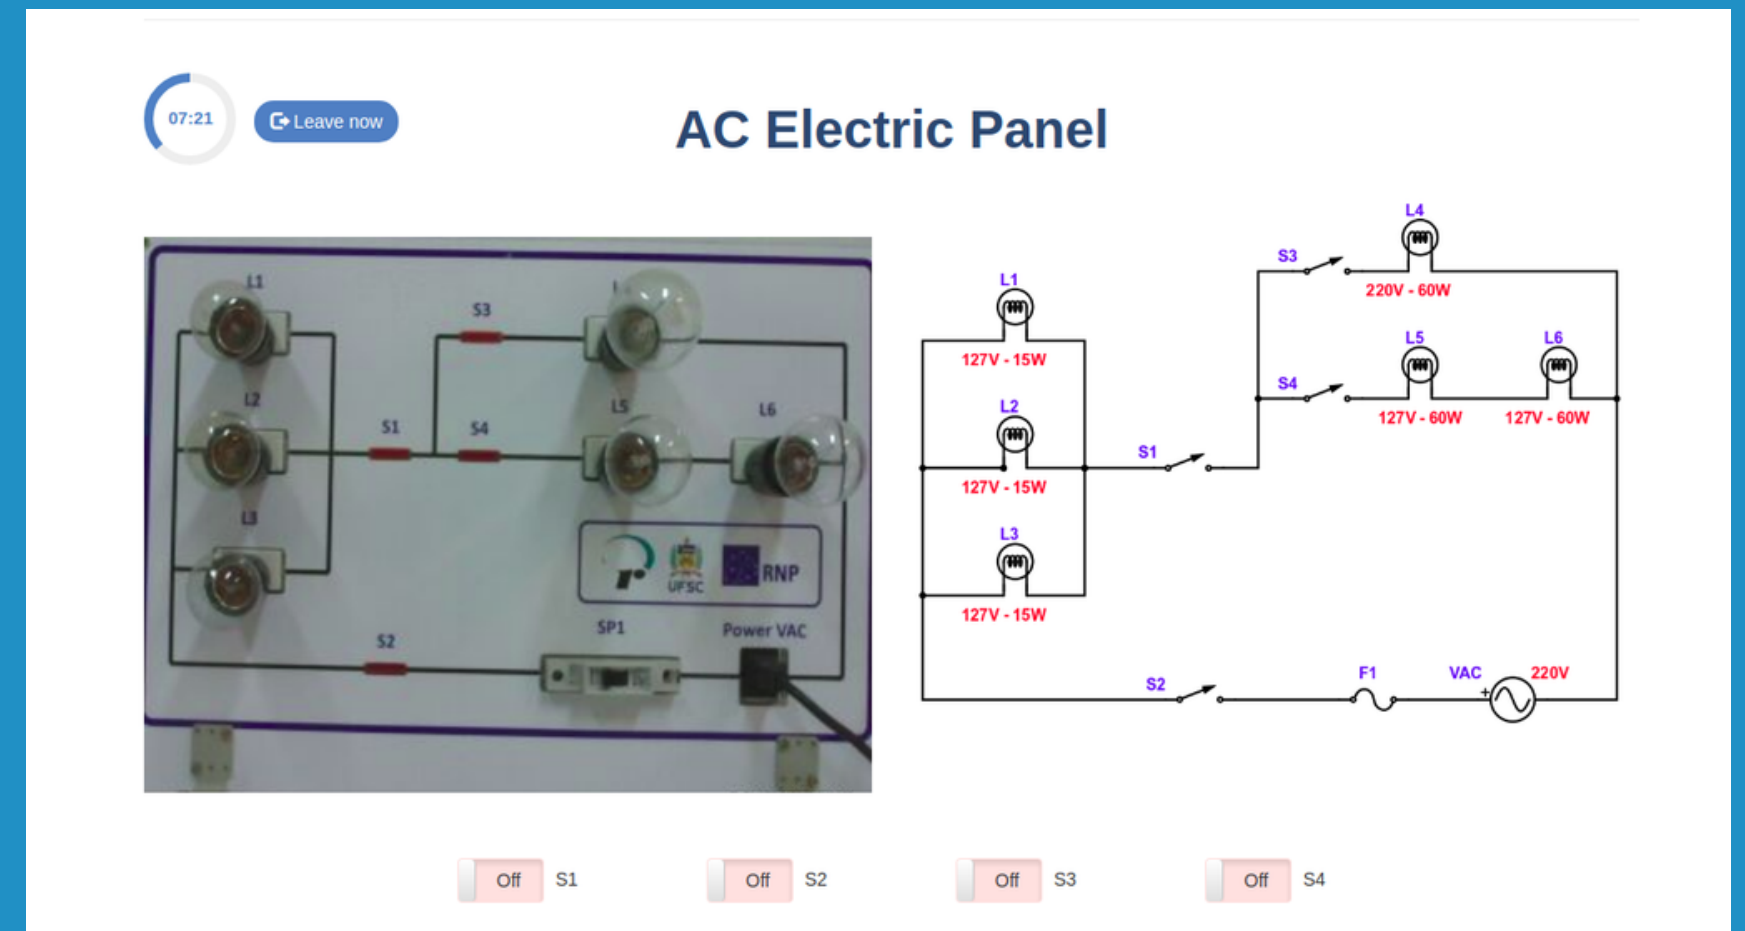 07:21
Leave now
AC Electric Panel
L1
S3
L2
S1
S4
L5
L6
L3
UFSC
RNP
S2
SP1
Power VAC
L4
S3
220V - 60W
L1
127V - 15W
L5
L6
S4
127V - 60W
127V - 60W
L2
S1
127V - 15W
L3
127V - 15W
S2
F1
VAC
220V
+
Off S1
Off S2
Off S3
Off S4